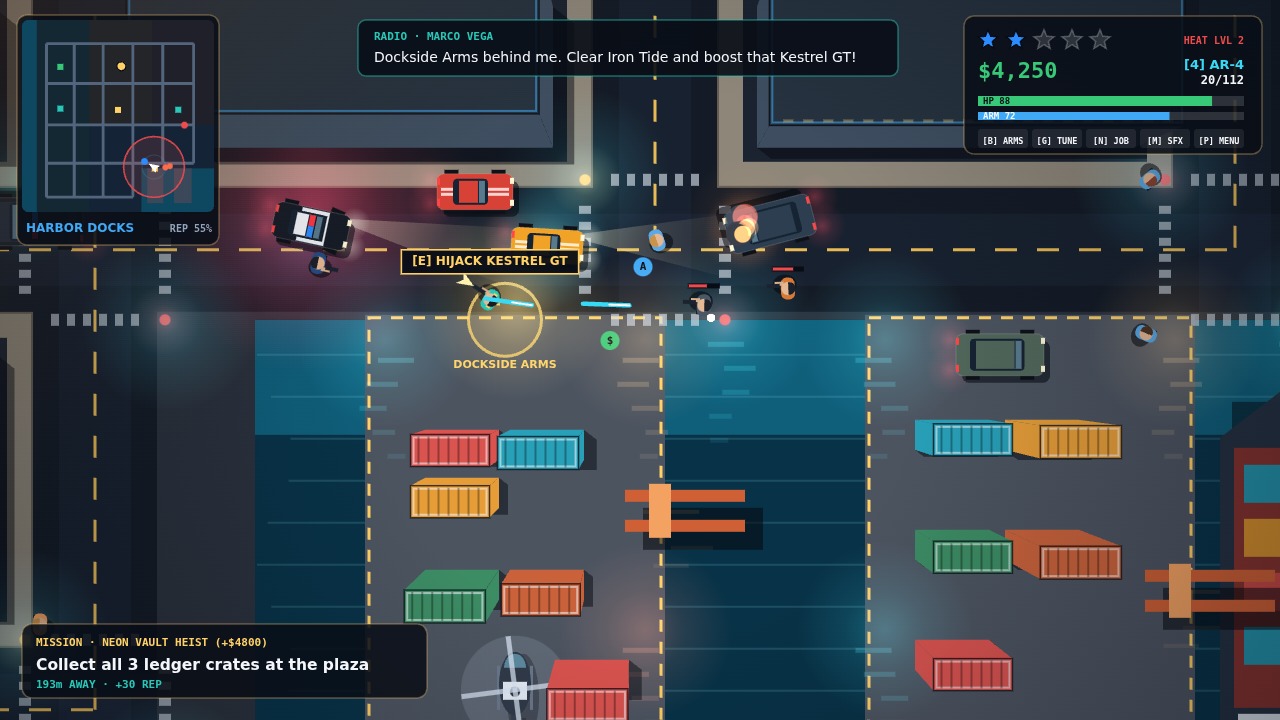 HARBOR DOCKS
REP 55%
RADIO · MARCO VEGA
Dockside Arms behind me. Clear Iron Tide and boost that Kestrel GT!
HEAT LVL 2
$4,250
[4] AR-4
20/112
HP 88
ARM 72
[B] ARMS
[G] TUNE
[N] JOB
[M] SFX
[P] MENU
[E] HIJACK KESTREL GT
A
$
DOCKSIDE ARMS
MISSION · NEON VAULT HEIST (+$4800)
Collect all 3 ledger crates at the plaza
193m AWAY · +30 REP